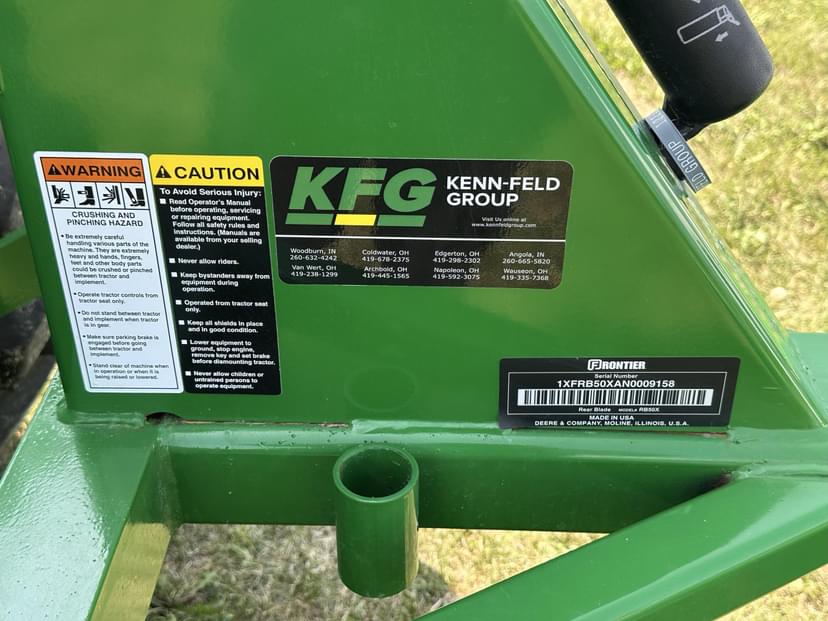 WARNING
CRUSHING AND
PINCHING HAZARD
• Be extremely careful
handling various parts of the
machine. They are extremely
heavy and hands, fingers,
feet and other body parts
could be crushed or pinched
between tractor and
implement.
• Operate tractor controls from
tractor seat only.
• Do not stand between tractor
and implement when tractor
is in gear.
• Make sure parking brake is
engaged before going
between tractor and
implement.
• Stand clear of machine when
in operation or when it is
being raised or lowered.
CAUTION
To Avoid Serious Injury:
■ Read Operator's Manual
before operating, servicing
or repairing equipment.
Follow all safety rules and
instructions. (Manuals are
available from your selling
dealer.)
■ Never allow riders.
■ Keep bystanders away from
equipment during
operation.
■ Operated from tractor seat
only.
■ Keep all shields in place
and in good condition.
■ Lower equipment to
ground, stop engine,
remove key and set brake
before dismounting tractor.
■ Never allow children or
untrained persons to
operate equipment.
KFG KENN-FELD
GROUP
Visit Us online at
www.kennfeldgroup.com
Woodburn, IN Coldwater, OH Edgerton, OH Angola, IN
260-632-4242 419-678-2375 419-298-2302 260-665-5820
Van Wert, OH Archbold, OH Napoleon, OH Wauseon, OH
419-238-1299 419-445-1565 419-592-3075 419-335-7368
FRONTIER
Serial Number
1XFRB50XAN0009158
Rear Blade MODEL# RB50X
MADE IN USA
DEERE & COMPANY, MOLINE, ILLINOIS, U.S.A.
GROUP